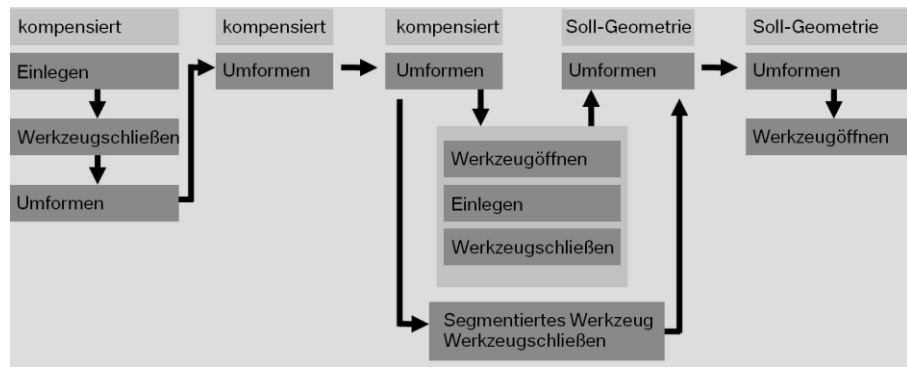 kompensiert
Einlegen
Werkzeugschließen
Umformen
kompensiert
Umformen
kompensiert
Umformen
Werkzeugöffnen
Einlegen
Werkzeugschließen
Segmentiertes Werkzeug
Werkzeugschließen
Soll-Geometrie
Umformen
Soll-Geometrie
Umformen
Werkzeugöffnen